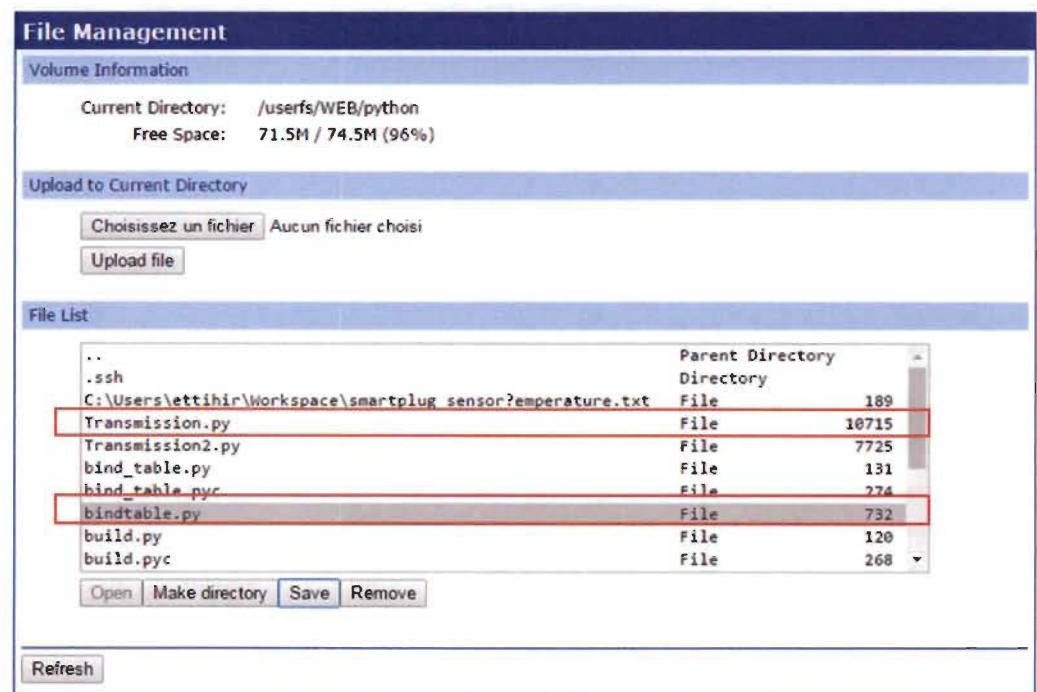 File Management
Volume Information
Current Directory: /userfs/WEB/python
Free Space: 71.5M / 74.5M (96%)
Upload to Current Directory
Choisissez un fichier Aucun fichier choisi
Upload file
File List
.. Parent Directory
.ssh Directory
C:\Users\ettihir\Workspace\smartplug sensor?emperature.txt File 189
Transmission.py File 10715
Transmission2.py File 7725
bind_table.py File 131
bind_table.pyc File 274
bindtable.py File 732
build.py File 120
build.pyc File 268
Open Make directory Save Remove
Refresh